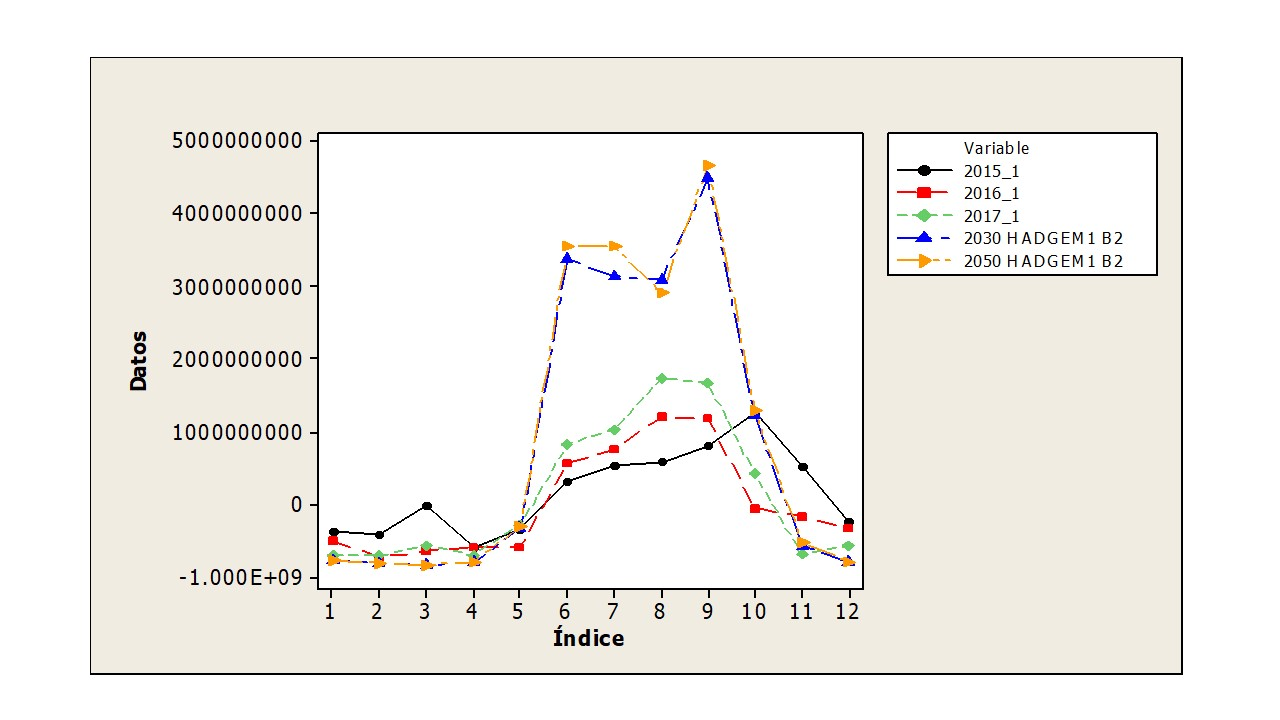 5000000000
4000000000
3000000000
2000000000
1000000000
0
-1.000E+09
Datos
1 2 3 4 5 6 7 8 9 10 11 12
Índice
Variable
2015_1
2016_1
2017_1
2030 HADGEM1 B2
2050 HADGEM1 B2